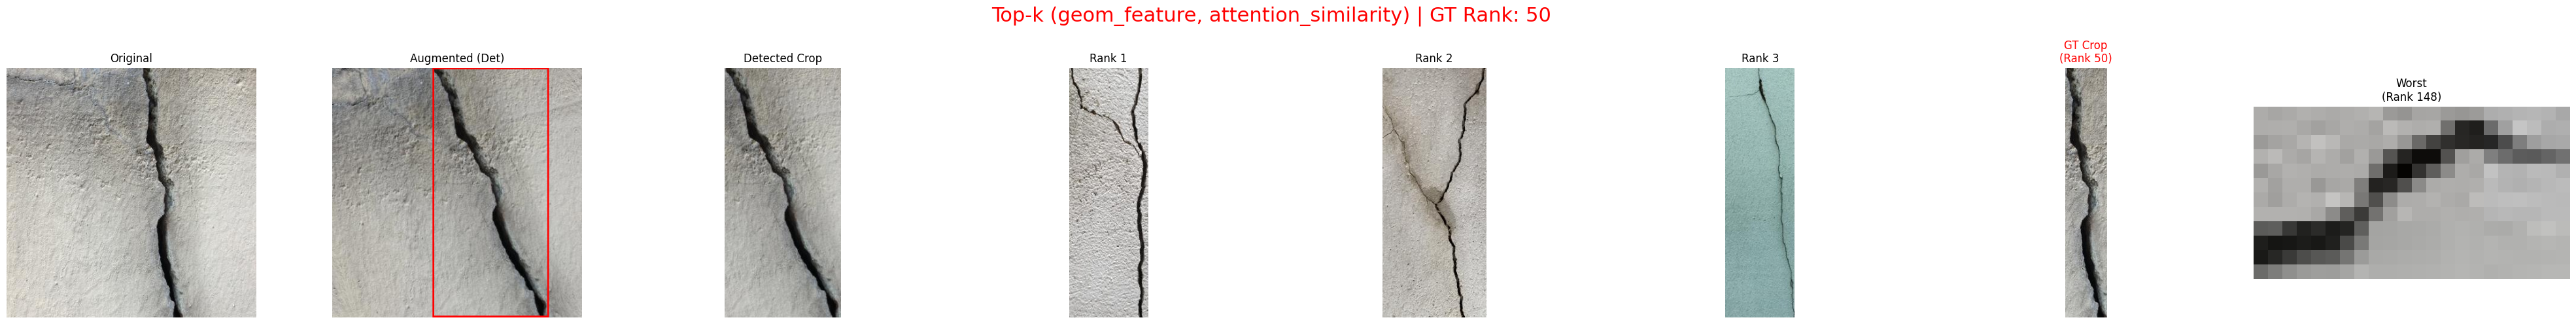 Top-k (geom_feature, attention_similarity) | GT Rank: 50
Original
Augmented (Det)
Detected Crop
Rank 1
Rank 2
Rank 3
GT Crop
(Rank 50)
Worst
(Rank 148)